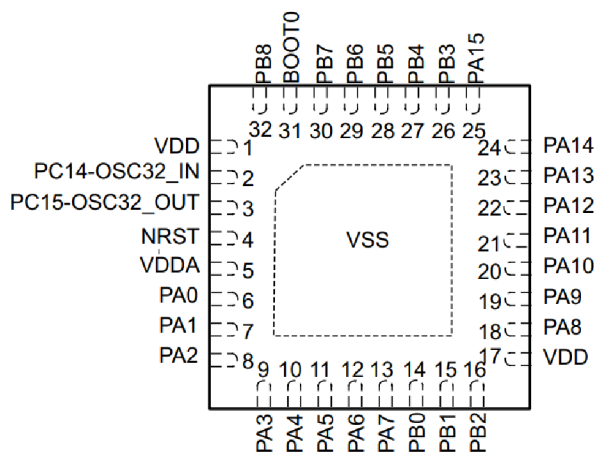 PB8 BOOT0 PB7 PB6 PB5 PB4 PB3 PA15
32 31 30 29 28 27 26 25
VDD 1 24 PA14
PC14-OSC32_IN 2 23 PA13
PC15-OSC32_OUT 3 22 PA12
NRST 4 VSS 21 PA11
VDDA 5 20 PA10
PA0 6 19 PA9
PA1 7 18 PA8
PA2 8 17 VDD
9 10 11 12 13 14 15 16
PA3 PA4 PA5 PA6 PA7 PB0 PB1 PB2